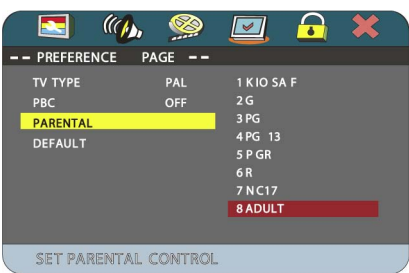 -- PREFERENCE PAGE --
TV TYPE PAL
PBC OFF
PARENTAL
DEFAULT
1 KIO SA F
2 G
3 PG
4 PG 13
5 P GR
6 R
7 NC17
8 ADULT
SET PARENTAL CONTROL